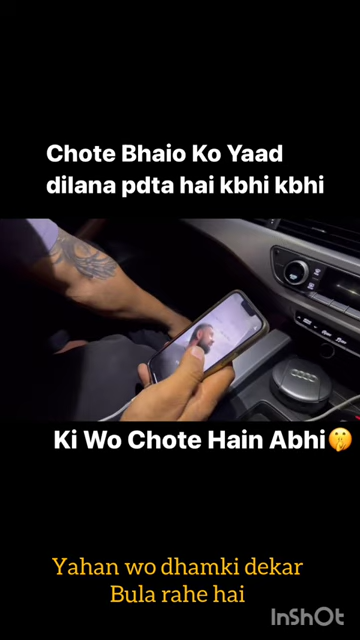 Chote Bhaio Ko Yaad
dilana pdta hai kbhi kbhi
Ki Wo Chote Hain Abhi🤫
Yahan wo dhamki dekar
Bula rahe hai
InShOt